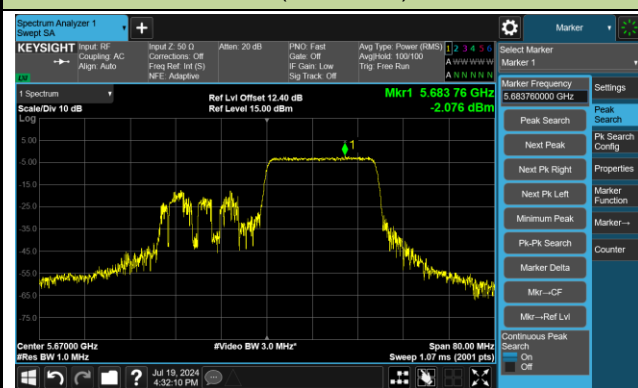 Spectrum Analyzer 1
Swept SA
Marker
KEYSIGHT
Input: RF
Coupling: AC
Align: Auto
Input Z: 50 Ω
Corrections: Off
Freq Ref: Int (S)
NFE: Adaptive
Atten: 20 dB
PNO: Fast
Gate: Off
IF Gain: Low
Sig Track: Off
Avg Type: Power (RMS)
Avg|Hold: 100/100
Trig: Free Run
1 2 3 4 5 6
A W W W W W
A N N N N N
Select Marker
Marker 1
Marker Frequency
5.683760000 GHz
Settings
1 Spectrum
Scale/Div 10 dB
Log
Ref Lvl Offset 12.40 dB
Ref Level 15.00 dBm
Mkr1 5.683 76 GHz
-2.076 dBm
Peak Search
Peak
Search
Next Peak
Pk Search
Config
Next Pk Right
Properties
Next Pk Left
Marker
Function
Minimum Peak
Marker→
Pk-Pk Search
Counter
Marker Delta
Mkr→CF
Mkr→Ref Lvl
Continuous Peak
Search
On
Off
5.00
1
-5.00
-15.0
-25.0
-35.0
-45.0
-55.0
-65.0
-75.0
Center 5.67000 GHz
#Res BW 1.0 MHz
#Video BW 3.0 MHz*
Span 80.00 MHz
Sweep 1.07 ms (2001 pts)
Jul 19, 2024
4:32:10 PM